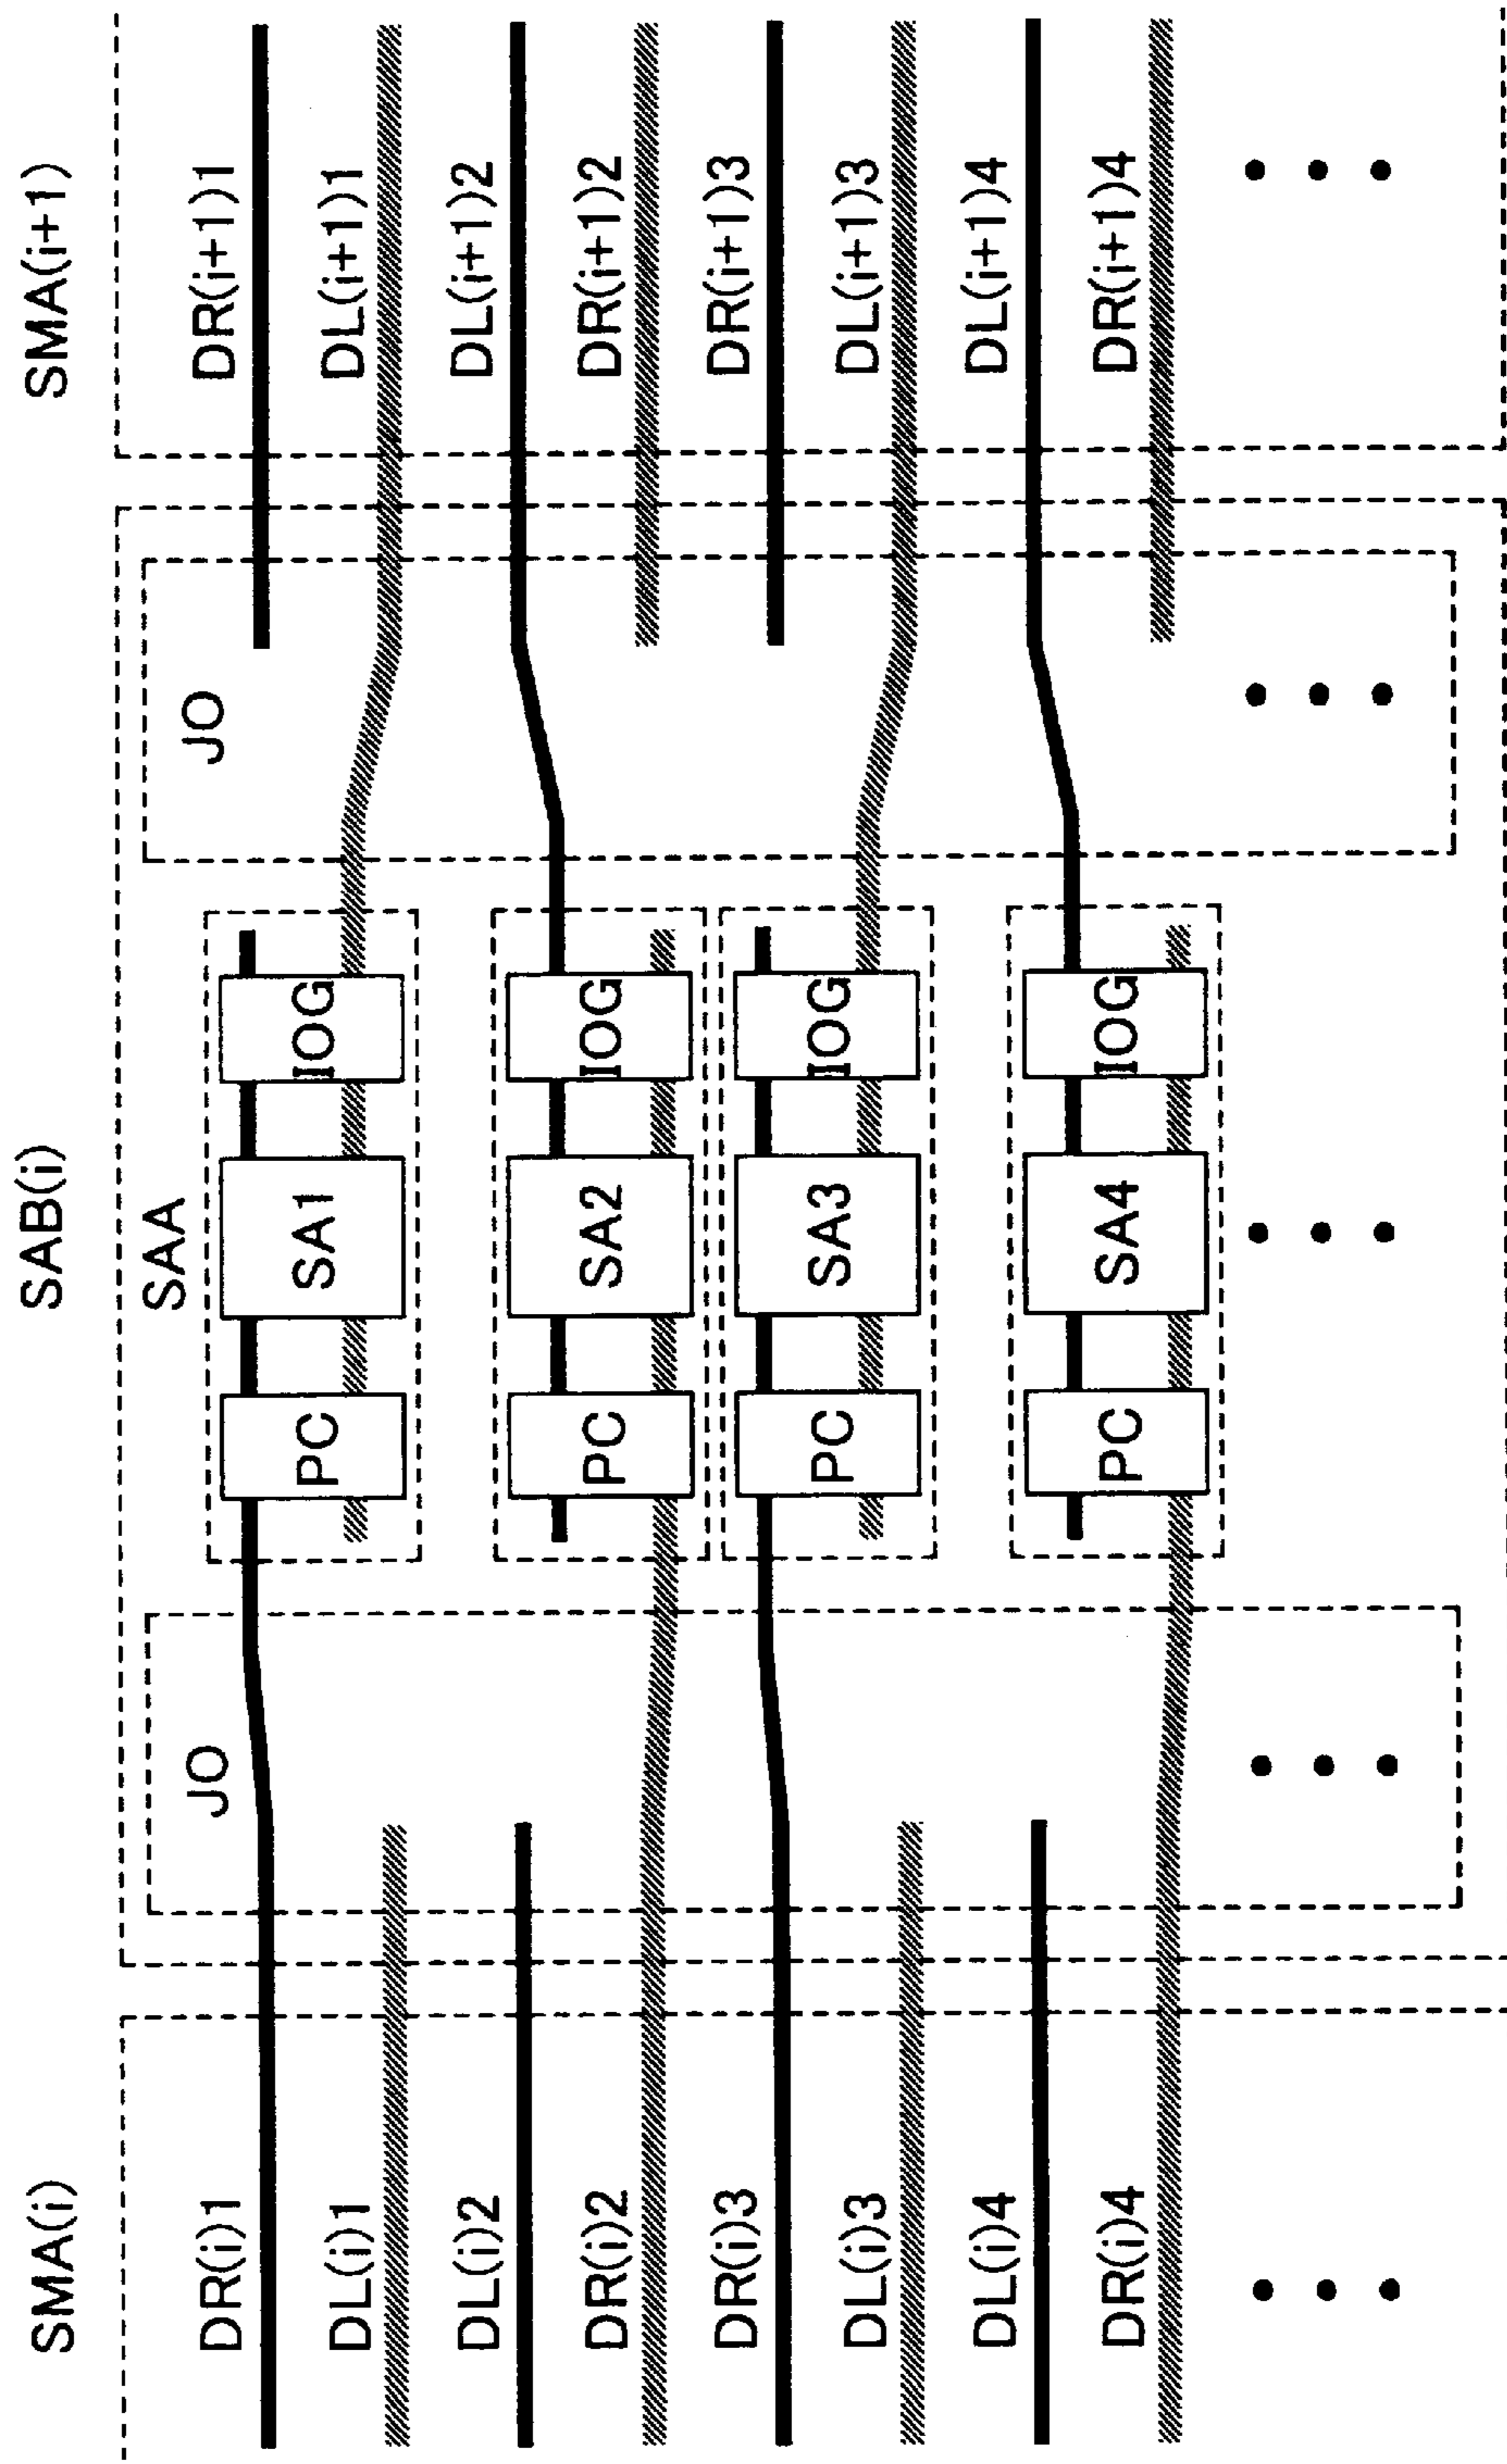 SMA(i)
SAB(i)
SMA(i+1)
SAA
JO
JO
DR(i)1
DL(i)1
DL(i)2
DR(i)2
DR(i)3
DL(i)3
DL(i)4
DR(i)4
PC
SA1
IOG
PC
SA2
IOG
PC
SA3
IOG
PC
SA4
IOG
DR(i+1)1
DL(i+1)1
DL(i+1)2
DR(i+1)2
DR(i+1)3
DL(i+1)3
DL(i+1)4
DR(i+1)4